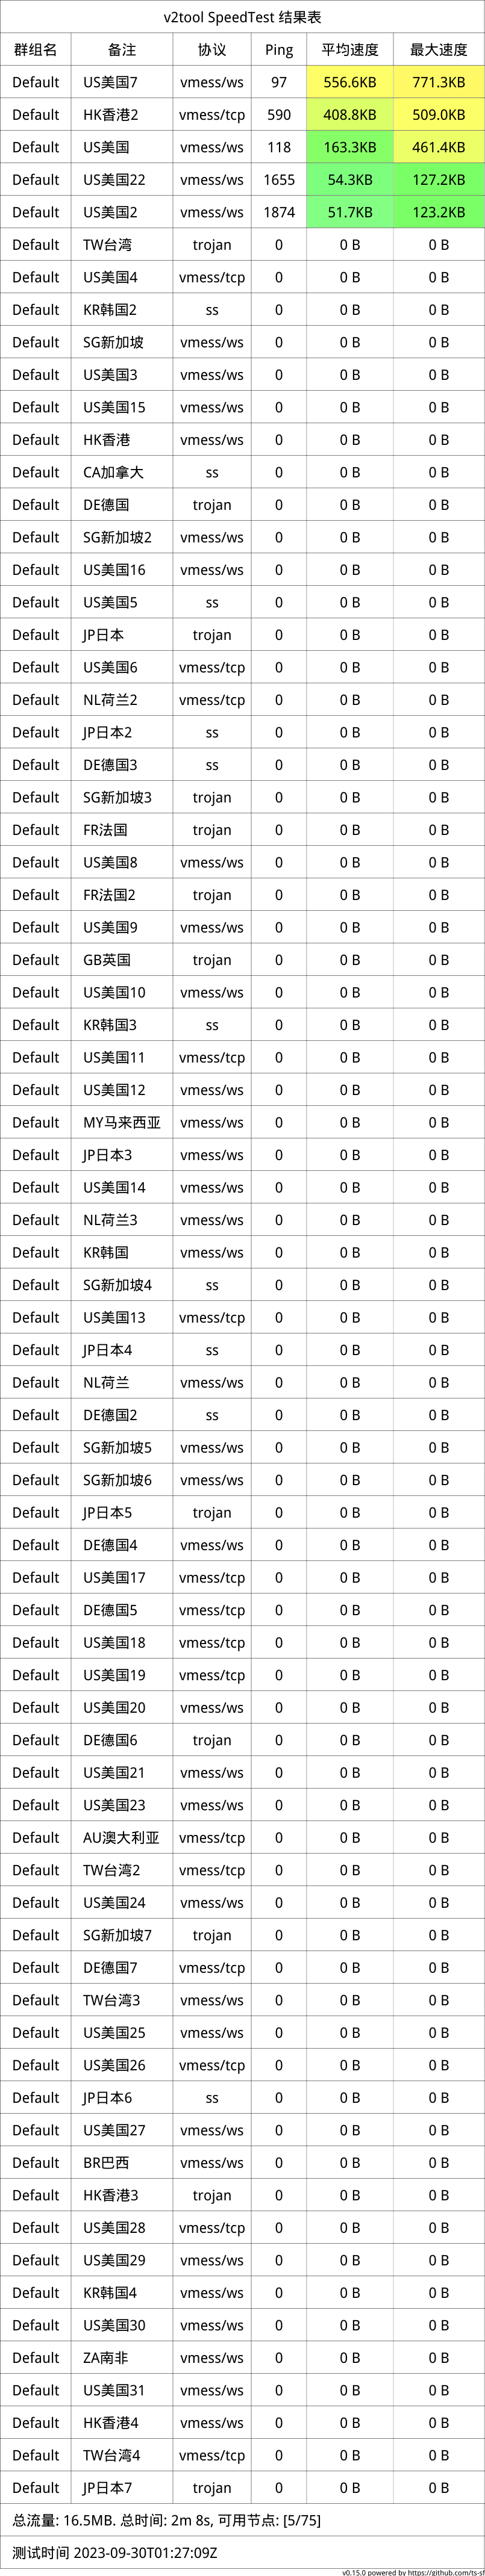 v2tool SpeedTest 结果表
群组名 备注 协议 Ping 平均速度 最大速度
Default US美国7 vmess/ws 97 556.6KB 771.3KB
Default HK香港2 vmess/tcp 590 408.8KB 509.0KB
Default US美国 vmess/ws 118 163.3KB 461.4KB
Default US美国22 vmess/ws 1655 54.3KB 127.2KB
Default US美国2 vmess/ws 1874 51.7KB 123.2KB
Default TW台湾 trojan 0 0 B 0 B
Default US美国4 vmess/tcp 0 0 B 0 B
Default KR韩国2 ss 0 0 B 0 B
Default SG新加坡 vmess/ws 0 0 B 0 B
Default US美国3 vmess/ws 0 0 B 0 B
Default US美国15 vmess/ws 0 0 B 0 B
Default HK香港 vmess/ws 0 0 B 0 B
Default CA加拿大 ss 0 0 B 0 B
Default DE德国 trojan 0 0 B 0 B
Default SG新加坡2 vmess/ws 0 0 B 0 B
Default US美国16 vmess/ws 0 0 B 0 B
Default US美国5 ss 0 0 B 0 B
Default JP日本 trojan 0 0 B 0 B
Default US美国6 vmess/tcp 0 0 B 0 B
Default NL荷兰2 vmess/tcp 0 0 B 0 B
Default JP日本2 ss 0 0 B 0 B
Default DE德国3 ss 0 0 B 0 B
Default SG新加坡3 trojan 0 0 B 0 B
Default FR法国 trojan 0 0 B 0 B
Default US美国8 vmess/ws 0 0 B 0 B
Default FR法国2 trojan 0 0 B 0 B
Default US美国9 vmess/ws 0 0 B 0 B
Default GB英国 trojan 0 0 B 0 B
Default US美国10 vmess/ws 0 0 B 0 B
Default KR韩国3 ss 0 0 B 0 B
Default US美国11 vmess/tcp 0 0 B 0 B
Default US美国12 vmess/ws 0 0 B 0 B
Default MY马来西亚 vmess/ws 0 0 B 0 B
Default JP日本3 vmess/ws 0 0 B 0 B
Default US美国14 vmess/ws 0 0 B 0 B
Default NL荷兰3 vmess/ws 0 0 B 0 B
Default KR韩国 vmess/ws 0 0 B 0 B
Default SG新加坡4 ss 0 0 B 0 B
Default US美国13 vmess/tcp 0 0 B 0 B
Default JP日本4 ss 0 0 B 0 B
Default NL荷兰 vmess/ws 0 0 B 0 B
Default DE德国2 ss 0 0 B 0 B
Default SG新加坡5 vmess/ws 0 0 B 0 B
Default SG新加坡6 vmess/ws 0 0 B 0 B
Default JP日本5 trojan 0 0 B 0 B
Default DE德国4 vmess/ws 0 0 B 0 B
Default US美国17 vmess/tcp 0 0 B 0 B
Default DE德国5 vmess/tcp 0 0 B 0 B
Default US美国18 vmess/tcp 0 0 B 0 B
Default US美国19 vmess/tcp 0 0 B 0 B
Default US美国20 vmess/ws 0 0 B 0 B
Default DE德国6 trojan 0 0 B 0 B
Default US美国21 vmess/ws 0 0 B 0 B
Default US美国23 vmess/ws 0 0 B 0 B
Default AU澳大利亚 vmess/tcp 0 0 B 0 B
Default TW台湾2 vmess/tcp 0 0 B 0 B
Default US美国24 vmess/ws 0 0 B 0 B
Default SG新加坡7 trojan 0 0 B 0 B
Default DE德国7 vmess/tcp 0 0 B 0 B
Default TW台湾3 vmess/ws 0 0 B 0 B
Default US美国25 vmess/ws 0 0 B 0 B
Default US美国26 vmess/tcp 0 0 B 0 B
Default JP日本6 ss 0 0 B 0 B
Default US美国27 vmess/ws 0 0 B 0 B
Default BR巴西 vmess/ws 0 0 B 0 B
Default HK香港3 trojan 0 0 B 0 B
Default US美国28 vmess/tcp 0 0 B 0 B
Default US美国29 vmess/ws 0 0 B 0 B
Default KR韩国4 vmess/ws 0 0 B 0 B
Default US美国30 vmess/ws 0 0 B 0 B
Default ZA南非 vmess/ws 0 0 B 0 B
Default US美国31 vmess/ws 0 0 B 0 B
Default HK香港4 vmess/ws 0 0 B 0 B
Default TW台湾4 vmess/tcp 0 0 B 0 B
Default JP日本7 trojan 0 0 B 0 B
总流量: 16.5MB. 总时间: 2m 8s, 可用节点: [5/75]
测试时间 2023-09-30T01:27:09Z
v0.15.0 powered by https://github.com/ts-sf